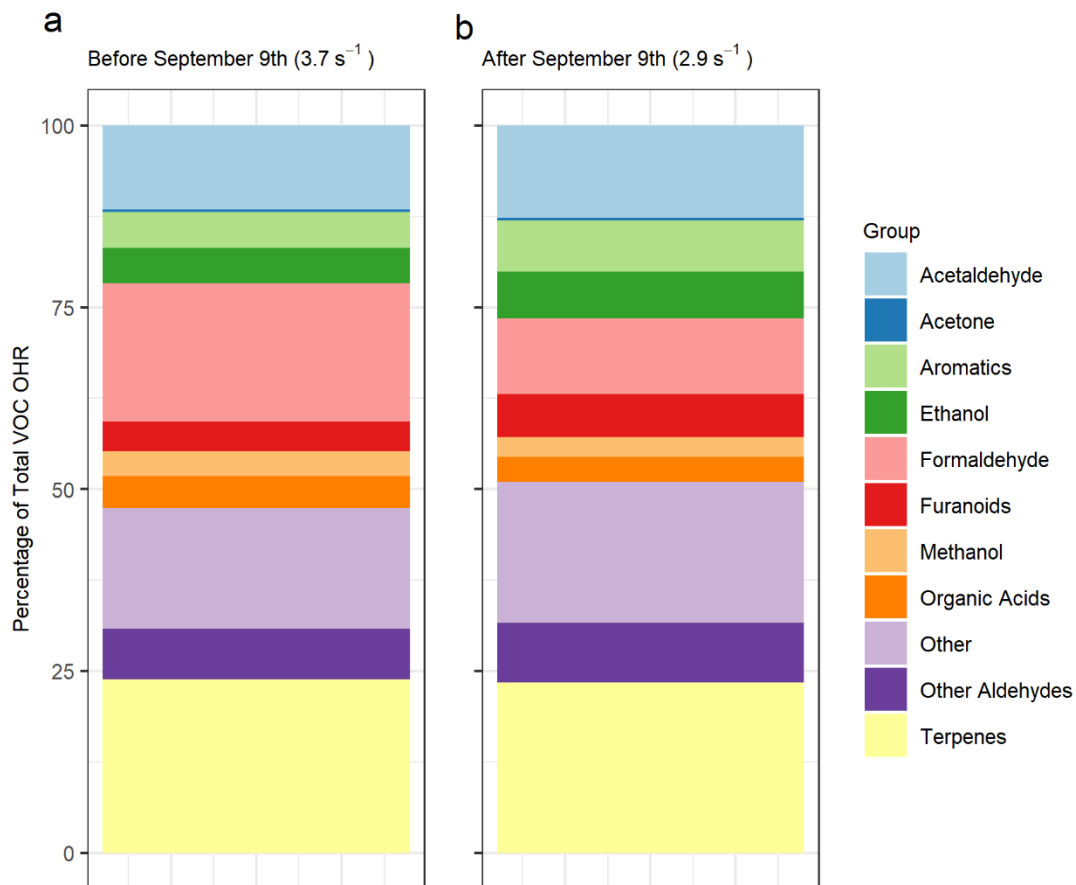 a
b
Before September 9th (3.7 s⁻¹ )
After September 9th (2.9 s⁻¹ )
100
75
50
25
0
Percentage of Total VOC OHR
Group
Acetaldehyde
Acetone
Aromatics
Ethanol
Formaldehyde
Furanoids
Methanol
Organic Acids
Other
Other Aldehydes
Terpenes